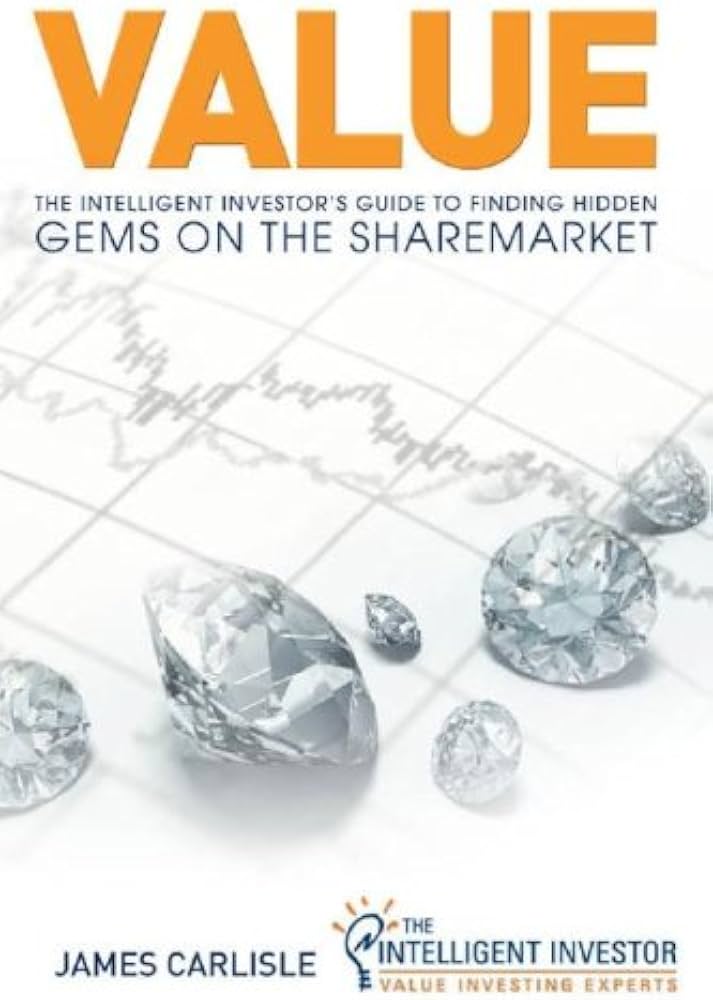 VALUE
THE INTELLIGENT INVESTOR'S GUIDE TO FINDING HIDDEN
GEMS ON THE SHAREMARKET
JAMES CARLISLE
THE
INTELLIGENT INVESTOR
VALUE INVESTING EXPERTS